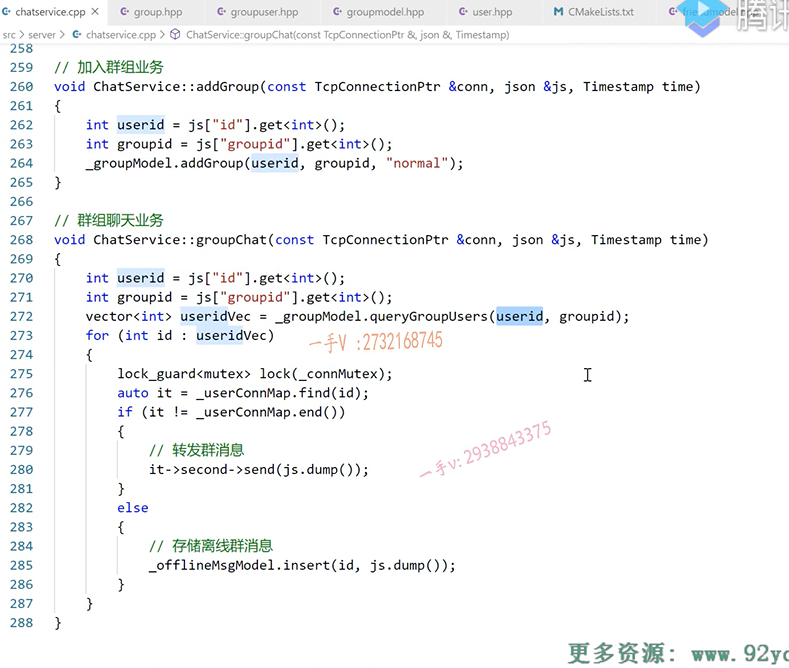 chatservice.cpp × group.hpp groupuser.hpp groupmodel.hpp user.hpp CMakeLists.txt
src > server > chatservice.cpp > ChatService::groupChat(const TcpConnectionPtr &, json &, Timestamp)
258
259 // 加入群组业务
260 void ChatService::addGroup(const TcpConnectionPtr &conn, json &js, Timestamp time)
261 {
262     int userid = js["id"].get<int>();
263     int groupid = js["groupid"].get<int>();
264     _groupModel.addGroup(userid, groupid, "normal");
265 }
266
267 // 群组聊天业务
268 void ChatService::groupChat(const TcpConnectionPtr &conn, json &js, Timestamp time)
269 {
270     int userid = js["id"].get<int>();
271     int groupid = js["groupid"].get<int>();
272     vector<int> useridVec = _groupModel.queryGroupUsers(userid, groupid);
273     for (int id : useridVec)
一手V :2732168745
274     {
275         lock_guard<mutex> lock(_connMutex);
276         auto it = _userConnMap.find(id);
277         if (it != _userConnMap.end())
278         {
279             // 转发群消息
280             it->second->send(js.dump());
一手v: 2938843375
281         }
282         else
283         {
284             // 存储离线群消息
285             _offlineMsgModel.insert(id, js.dump());
286         }
287     }
288 }
更多资源: www.92yc